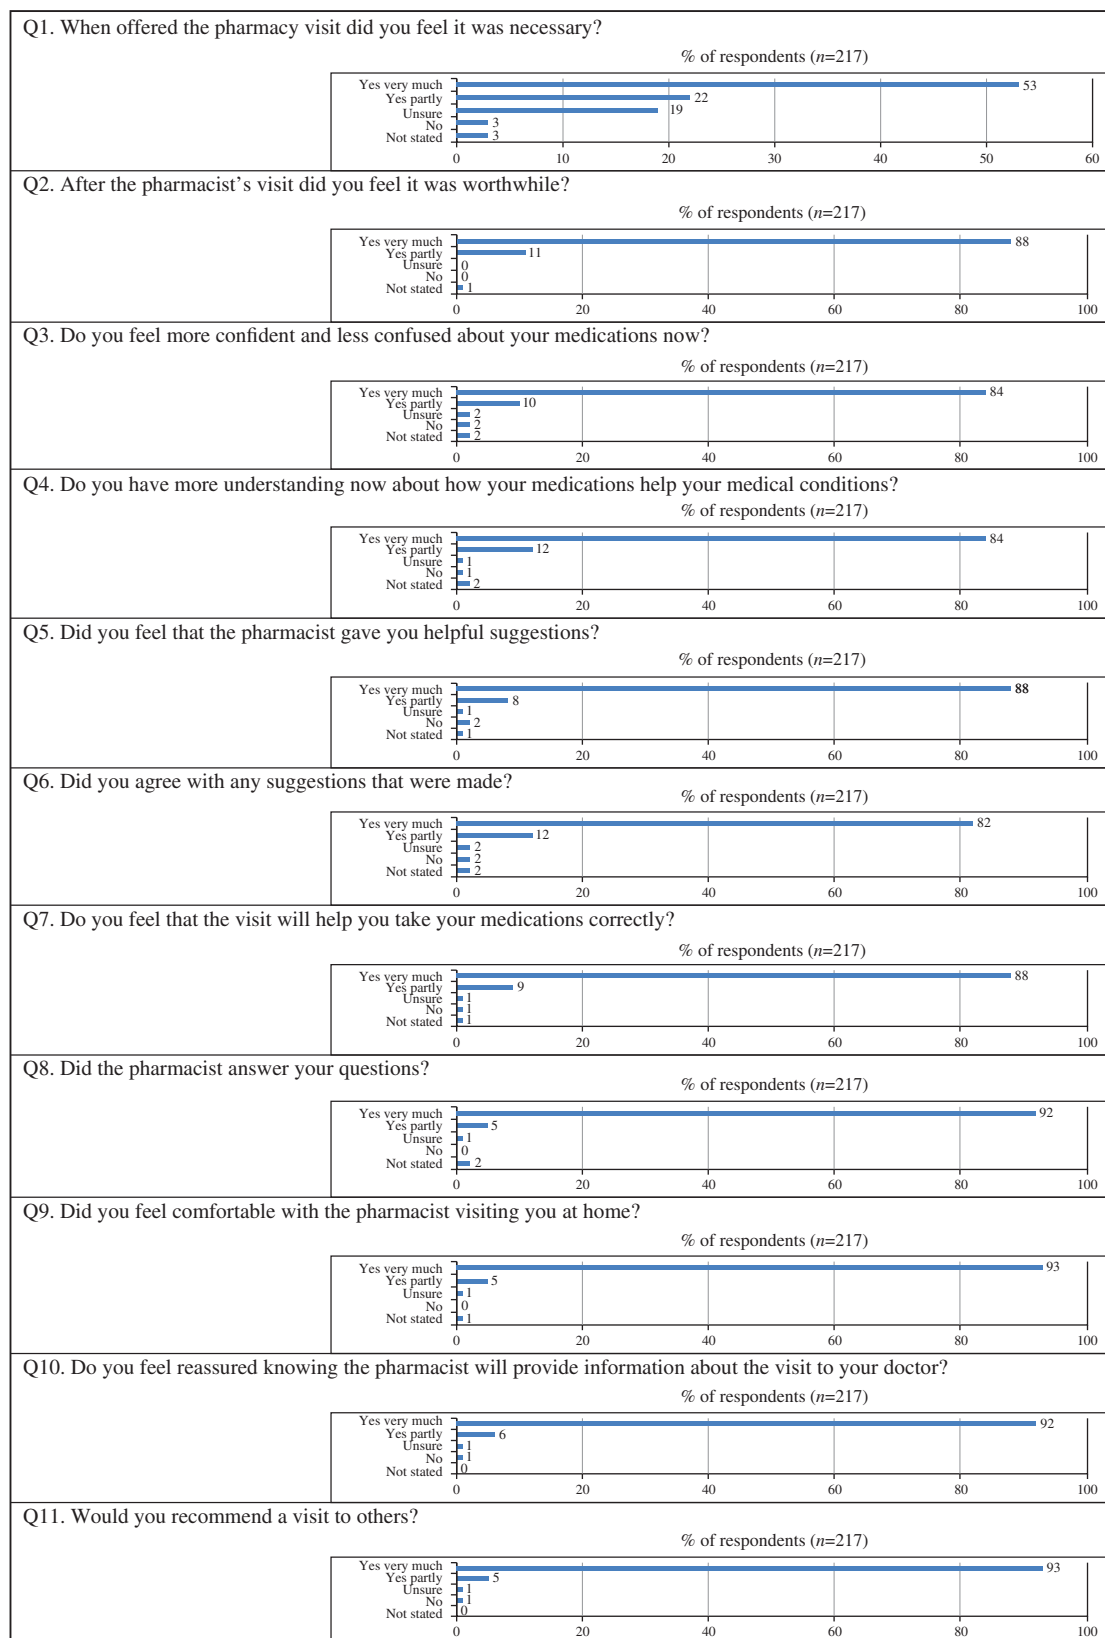 Q1. When offered the pharmacy visit did you feel it was necessary?
% of respondents (n=217)
Yes very much 53
Yes partly 22
Unsure 19
No 3
Not stated 3
0 10 20 30 40 50 60
Q2. After the pharmacist’s visit did you feel it was worthwhile?
% of respondents (n=217)
Yes very much 88
Yes partly 11
Unsure 0
No 0
Not stated 1
0 20 40 60 80 100
Q3. Do you feel more confident and less confused about your medications now?
% of respondents (n=217)
Yes very much 84
Yes partly 10
Unsure 2
No 2
Not stated 2
0 20 40 60 80 100
Q4. Do you have more understanding now about how your medications help your medical conditions?
% of respondents (n=217)
Yes very much 84
Yes partly 12
Unsure 1
No 1
Not stated 2
0 20 40 60 80 100
Q5. Did you feel that the pharmacist gave you helpful suggestions?
% of respondents (n=217)
Yes very much 88
Yes partly 8
Unsure 1
No 2
Not stated 1
0 20 40 60 80 100
Q6. Did you agree with any suggestions that were made?
% of respondents (n=217)
Yes very much 82
Yes partly 12
Unsure 2
No 2
Not stated 2
0 20 40 60 80 100
Q7. Do you feel that the visit will help you take your medications correctly?
% of respondents (n=217)
Yes very much 88
Yes partly 9
Unsure 1
No 1
Not stated 1
0 20 40 60 80 100
Q8. Did the pharmacist answer your questions?
% of respondents (n=217)
Yes very much 92
Yes partly 5
Unsure 1
No 0
Not stated 2
0 20 40 60 80 100
Q9. Did you feel comfortable with the pharmacist visiting you at home?
% of respondents (n=217)
Yes very much 93
Yes partly 5
Unsure 1
No 0
Not stated 1
0 20 40 60 80 100
Q10. Do you feel reassured knowing the pharmacist will provide information about the visit to your doctor?
% of respondents (n=217)
Yes very much 92
Yes partly 6
Unsure 1
No 1
Not stated 0
0 20 40 60 80 100
Q11. Would you recommend a visit to others?
% of respondents (n=217)
Yes very much 93
Yes partly 5
Unsure 1
No 1
Not stated 0
0 20 40 60 80 100